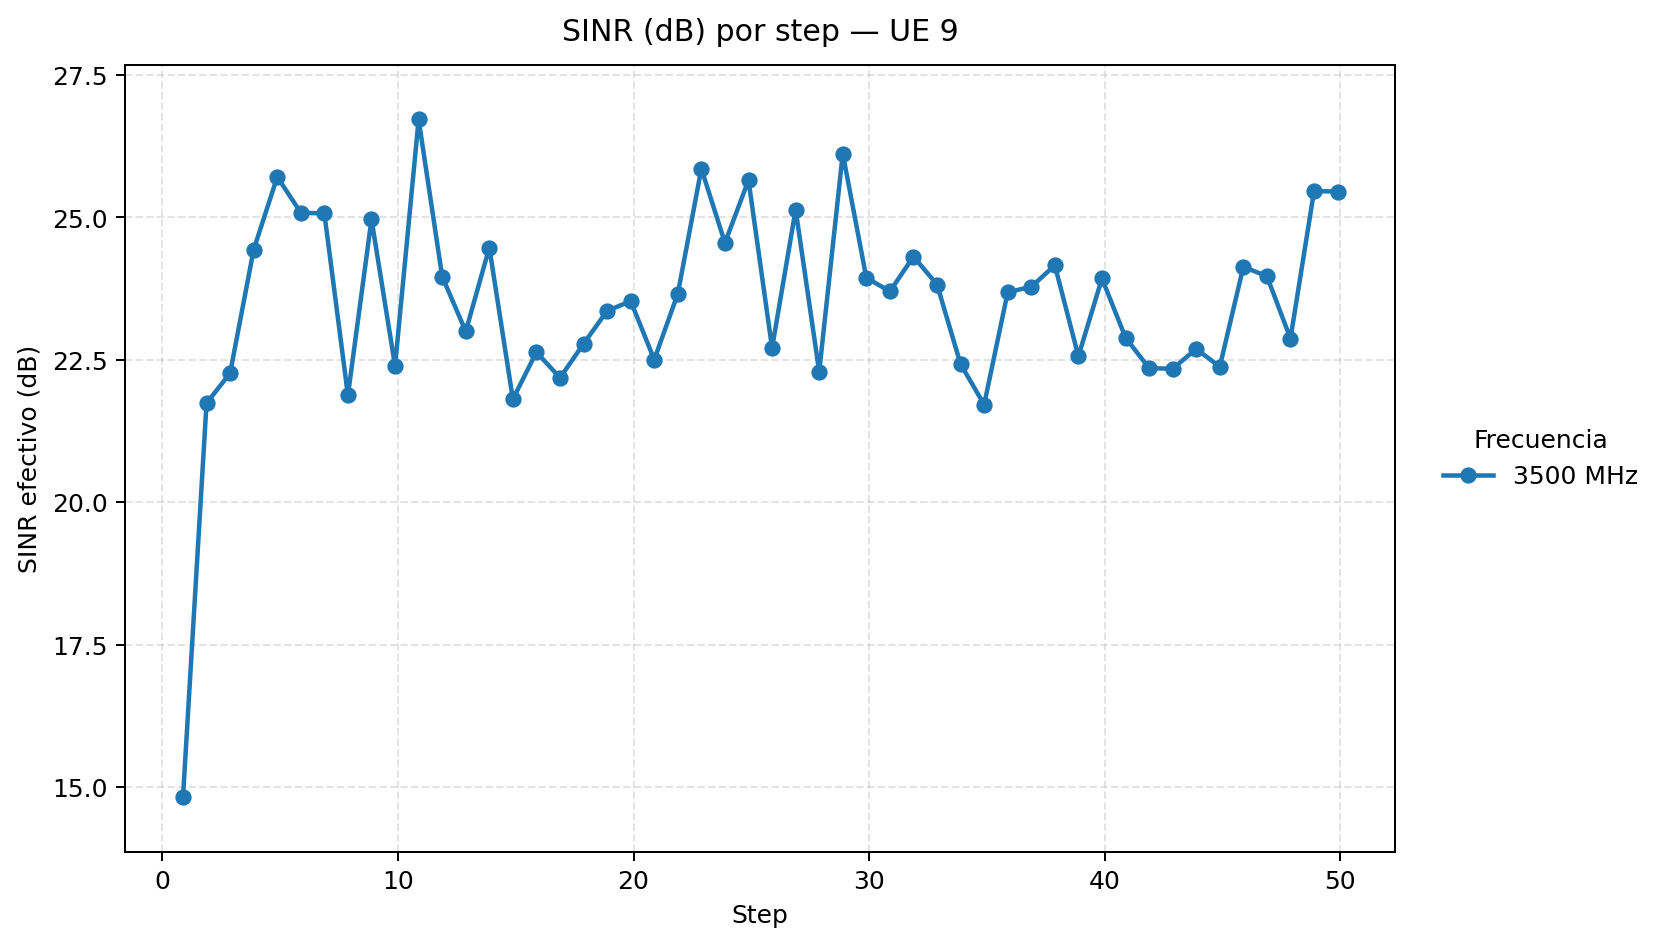 SINR (dB) por step — UE 9
27.5
25.0
22.5
20.0
17.5
15.0
SINR efectivo (dB)
0 10 20 30 40 50
Step
Frecuencia
3500 MHz